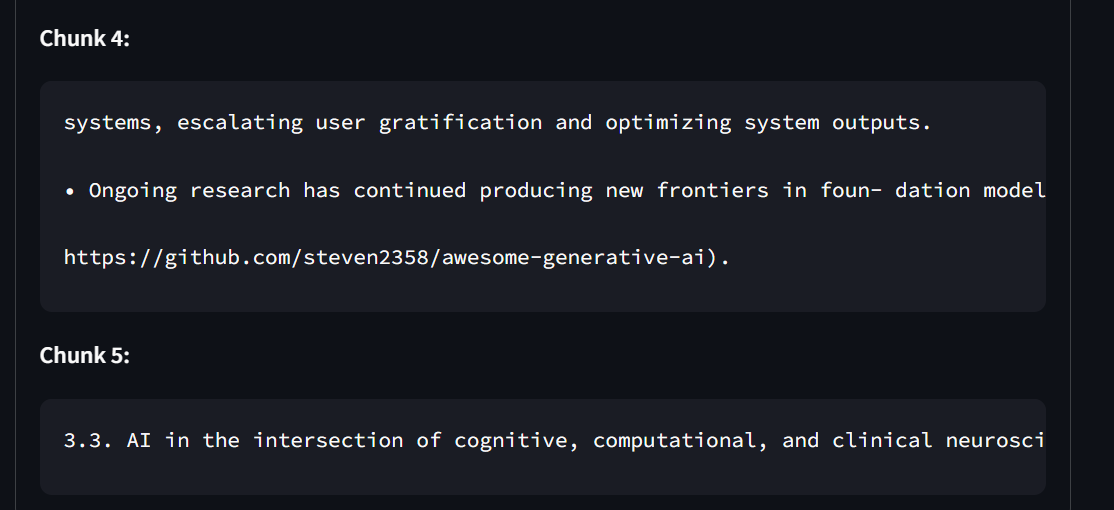 Chunk 4:
systems, escalating user gratification and optimizing system outputs.
• Ongoing research has continued producing new frontiers in foun- dation model
https://github.com/steven2358/awesome-generative-ai).
Chunk 5:
3.3. AI in the intersection of cognitive, computational, and clinical neurosci